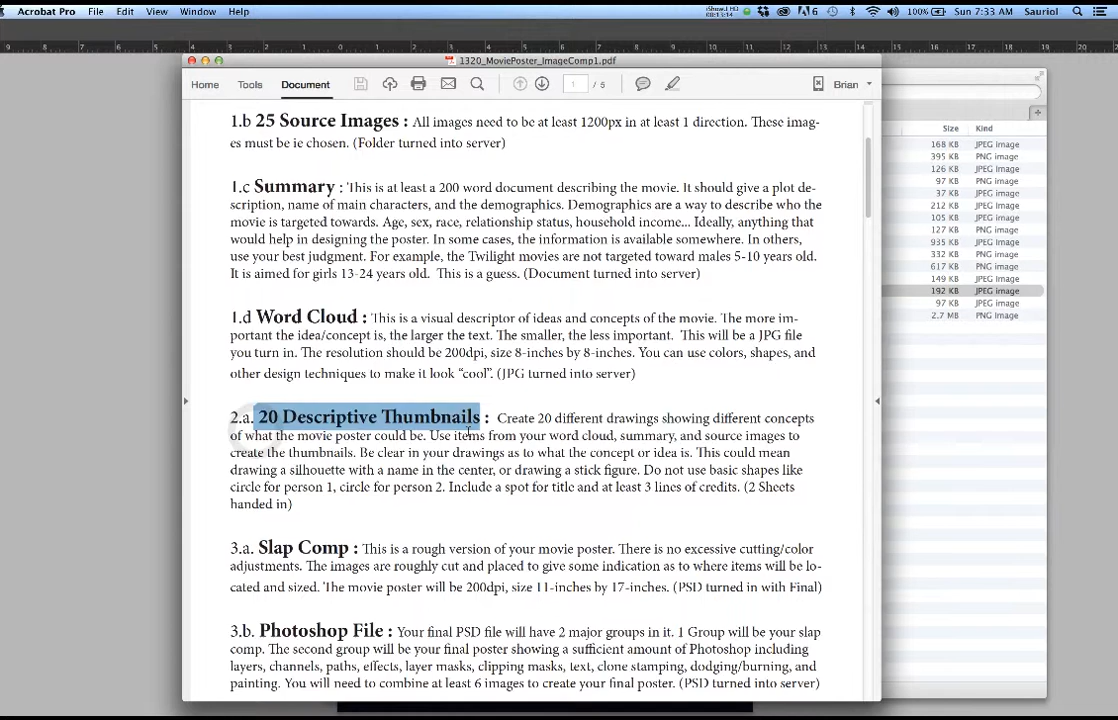 Acrobat Pro File Edit View Window Help
100% Sun 7:33 AM Sauriol
1320_MoviePoster_ImageComp1.pdf
Home Tools Document 1 / 5 Brian
1.b 25 Source Images : All images need to be at least 1200px in at least 1 direction. These imag-
es must be ie chosen. (Folder turned into server)
1.c Summary : This is at least a 200 word document describing the movie. It should give a plot de-
scription, name of main characters, and the demographics. Demographics are a way to describe who the
movie is targeted towards. Age, sex, race, relationship status, household income... Ideally, anything that
would help in designing the poster. In some cases, the information is available somewhere. In others,
use your best judgment. For example, the Twilight movies are not targeted toward males 5-10 years old.
It is aimed for girls 13-24 years old. This is a guess. (Document turned into server)
1.d Word Cloud : This is a visual descriptor of ideas and concepts of the movie. The more im-
portant the idea/concept is, the larger the text. The smaller, the less important. This will be a JPG file
you turn in. The resolution should be 200dpi, size 8-inches by 8-inches. You can use colors, shapes, and
other design techniques to make it look “cool”. (JPG turned into server)
2.a. 20 Descriptive Thumbnails : Create 20 different drawings showing different concepts
of what the movie poster could be. Use items from your word cloud, summary, and source images to
create the thumbnails. Be clear in your drawings as to what the concept or idea is. This could mean
drawing a silhouette with a name in the center, or drawing a stick figure. Do not use basic shapes like
circle for person 1, circle for person 2. Include a spot for title and at least 3 lines of credits. (2 Sheets
handed in)
3.a. Slap Comp : This is a rough version of your movie poster. There is no excessive cutting/color
adjustments. The images are roughly cut and placed to give some indication as to where items will be lo-
cated and sized. The movie poster will be 200dpi, size 11-inches by 17-inches. (PSD turned in with Final)
3.b. Photoshop File : Your final PSD file will have 2 major groups in it. 1 Group will be your slap
comp. The second group will be your final poster showing a sufficient amount of Photoshop including
layers, channels, paths, effects, layer masks, clipping masks, text, clone stamping, dodging/burning, and
painting. You will need to combine at least 6 images to create your final poster. (PSD turned into server)
Size Kind
168 KB JPEG image
395 KB PNG image
126 KB JPEG image
97 KB PNG image
37 KB JPEG image
212 KB JPEG image
105 KB JPEG image
127 KB JPEG image
935 KB PNG image
332 KB PNG image
617 KB PNG image
149 KB JPEG image
192 KB JPEG image
97 KB JPEG image
2.7 MB PNG image